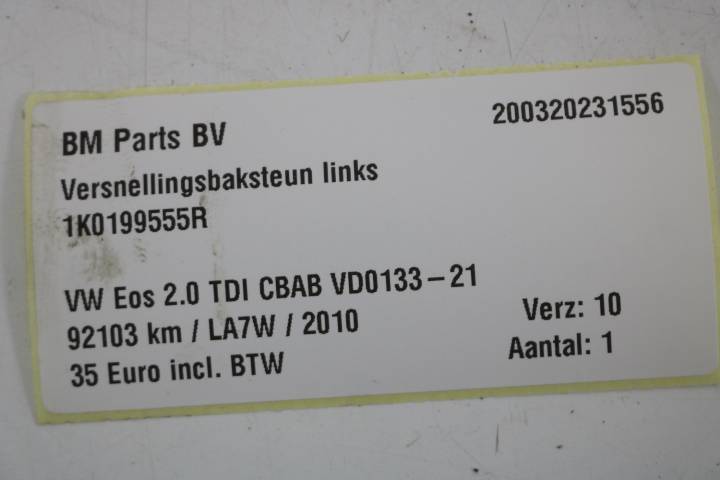 BM Parts BV 200320231556
Versnellingsbaksteun links
1K0199555R
VW Eos 2.0 TDI CBAB VD0133-21
92103 km / LA7W / 2010 Verz: 10
35 Euro incl. BTW Aantal: 1